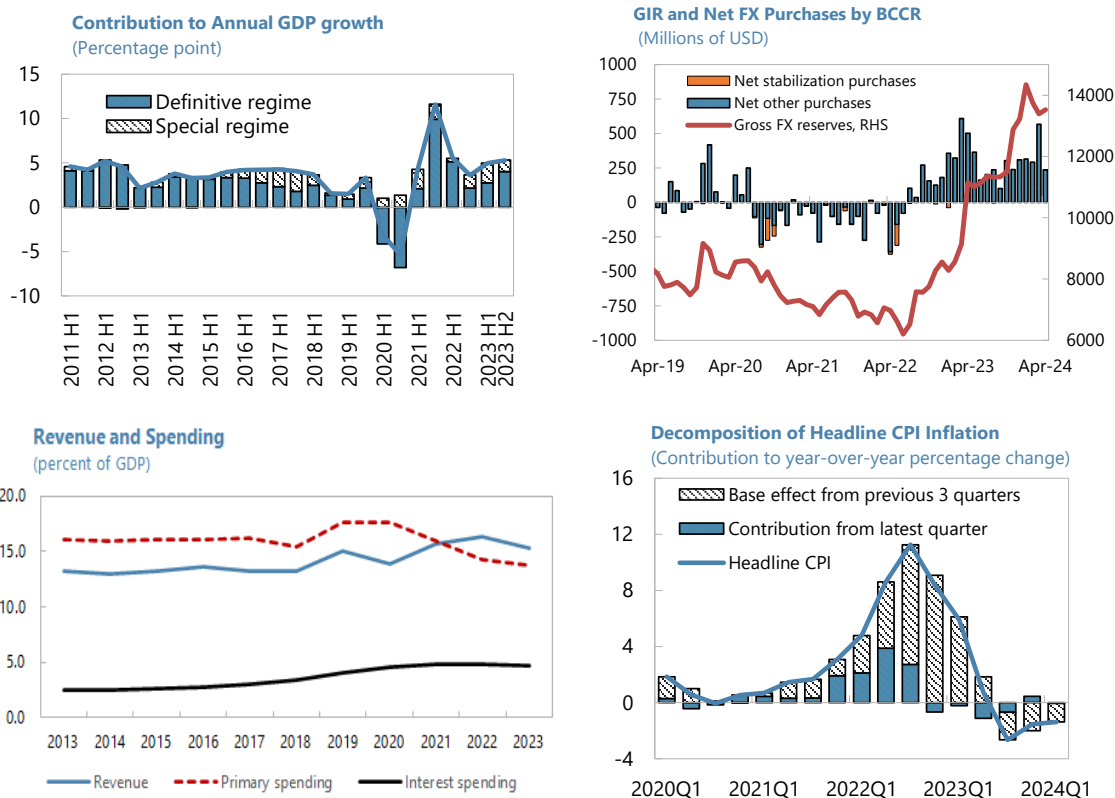 Contribution to Annual GDP growth
(Percentage point)
15
10
5
0
-5
-10
Definitive regime
Special regime
2011 H1
2012 H1
2013 H1
2014 H1
2015 H1
2016 H1
2017 H1
2018 H1
2019 H1
2020 H1
2021 H1
2022 H1
2023 H1
2023 H2
GIR and Net FX Purchases by BCCR
(Millions of USD)
1000
750
500
250
0
-250
-500
-750
-1000
Net stabilization purchases
Net other purchases
Gross FX reserves, RHS
14000
12000
10000
8000
6000
Apr-19 Apr-20 Apr-21 Apr-22 Apr-23 Apr-24
Revenue and Spending
(percent of GDP)
20.0
15.0
10.0
5.0
0.0
2013 2014 2015 2016 2017 2018 2019 2020 2021 2022 2023
Revenue Primary spending Interest spending
Decomposition of Headline CPI Inflation
(Contribution to year-over-year percentage change)
16
12
8
4
0
-4
Base effect from previous 3 quarters
Contribution from latest quarter
Headline CPI
2020Q1 2021Q1 2022Q1 2023Q1 2024Q1